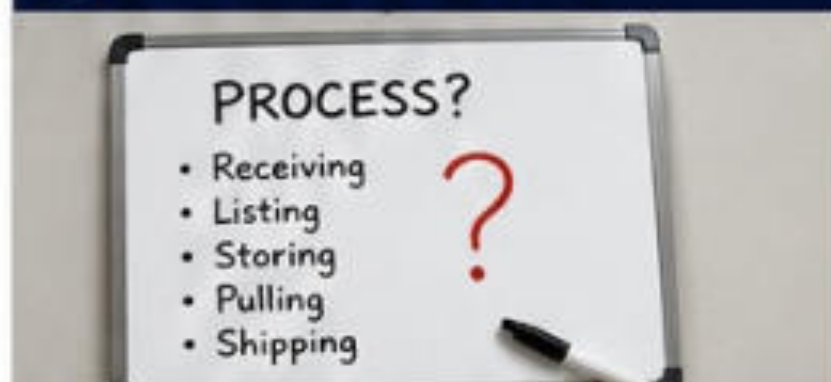 PROCESS?
• Receiving
• Listing
• Storing
• Pulling
• Shipping
?